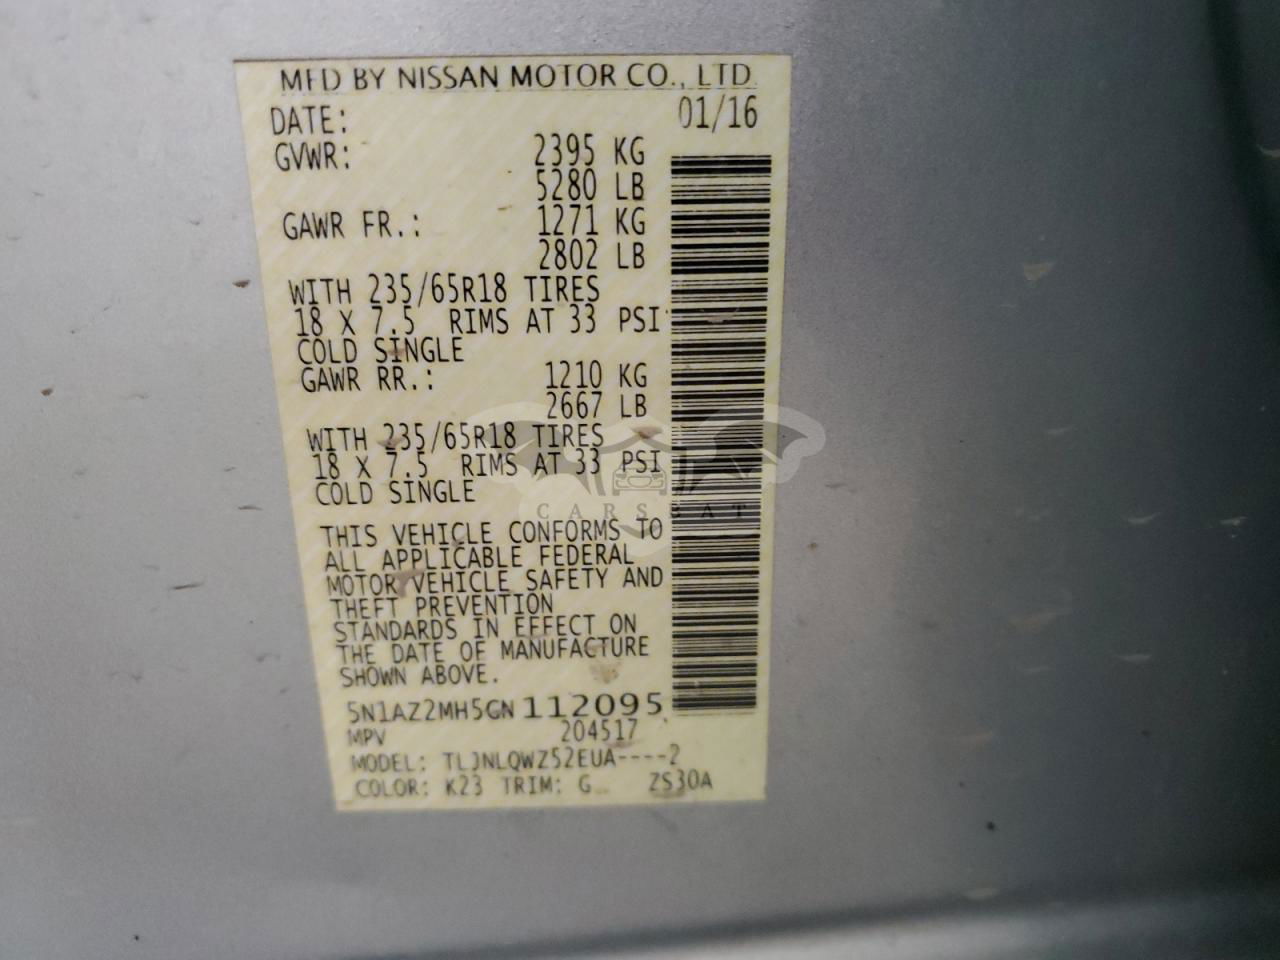 MFD BY NISSAN MOTOR CO., LTD.
DATE: 01/16
GVWR: 2395 KG
5280 LB
GAWR FR.: 1271 KG
2802 LB
WITH 235/65R18 TIRES
18 X 7.5 RIMS AT 33 PSI
COLD SINGLE
GAWR RR.: 1210 KG
2667 LB
WITH 235/65R18 TIRES
18 X 7.5 RIMS AT 33 PSI
COLD SINGLE
CARSBAT
THIS VEHICLE CONFORMS TO
ALL APPLICABLE FEDERAL
MOTOR VEHICLE SAFETY AND
THEFT PREVENTION
STANDARDS IN EFFECT ON
THE DATE OF MANUFACTURE
SHOWN ABOVE.
5N1AZ2MH5GN112095
MPV 204517
MODEL: TLJNLQWZ52EUA----2
COLOR: K23 TRIM: G ZS30A